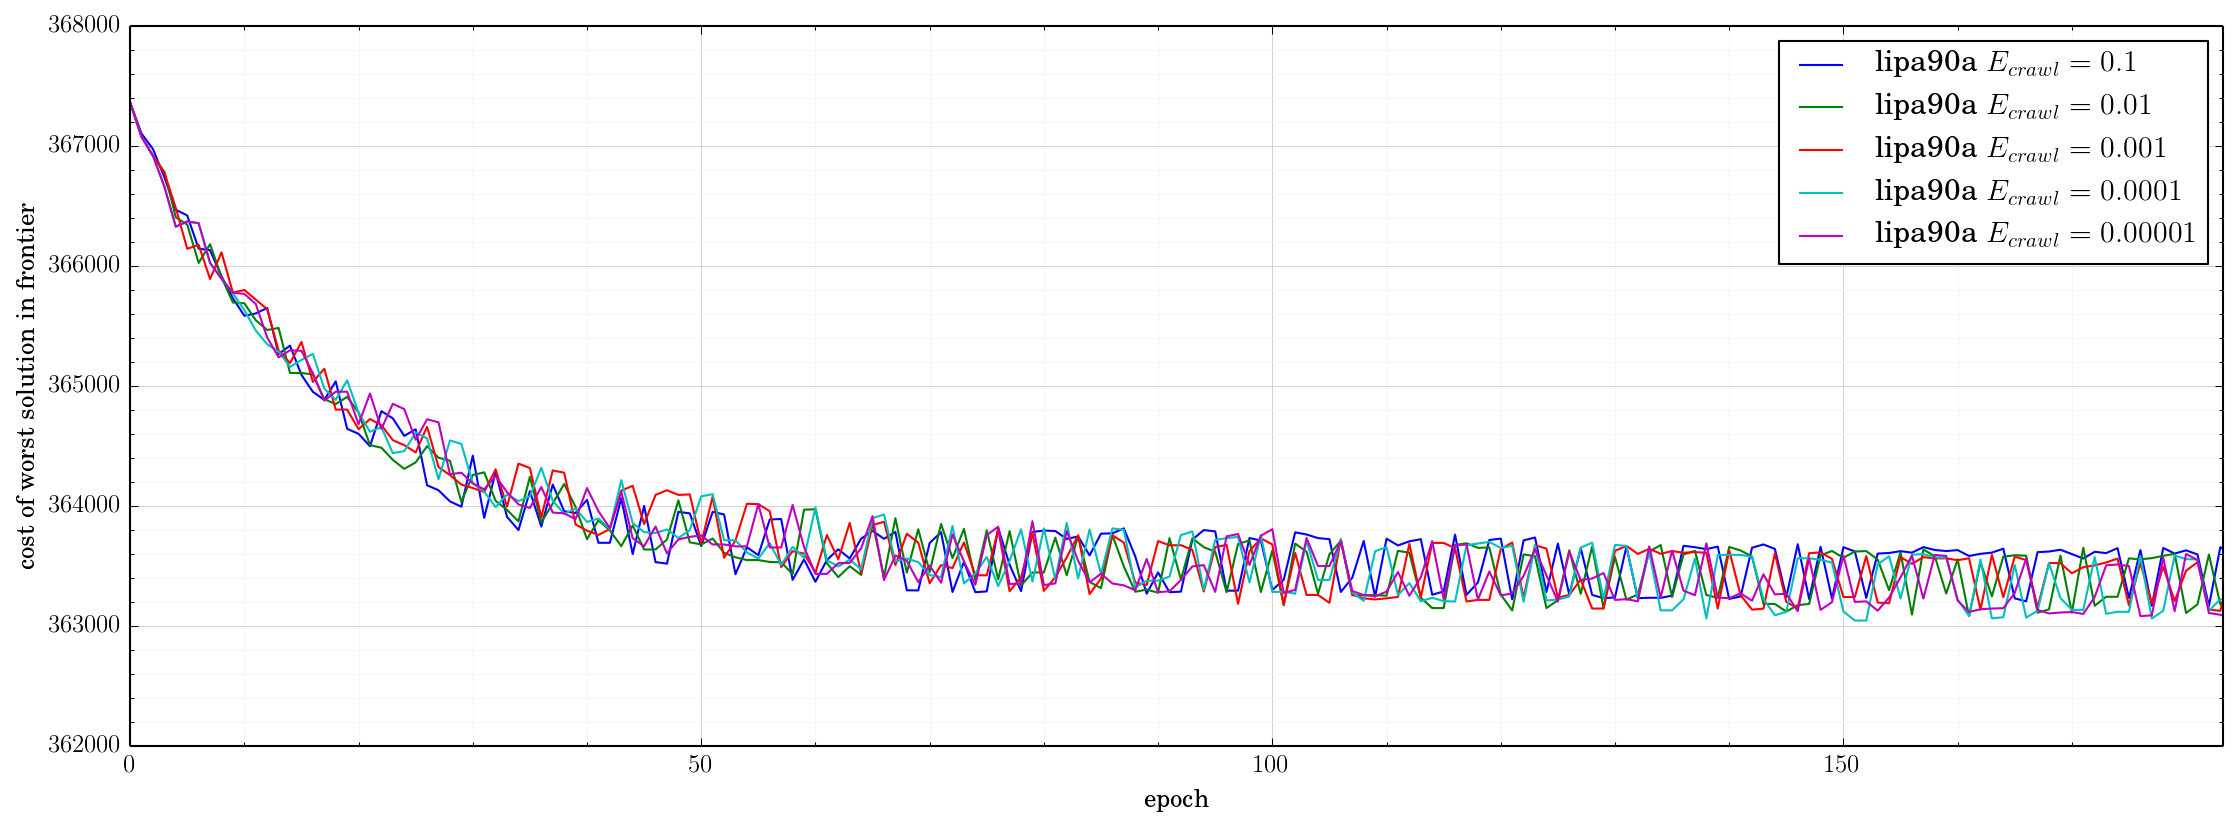 368000
367000
366000
365000
364000
363000
362000
cost of worst solution in frontier
lipa90a E_crawl = 0.1
lipa90a E_crawl = 0.01
lipa90a E_crawl = 0.001
lipa90a E_crawl = 0.0001
lipa90a E_crawl = 0.00001
0 50 100 150
epoch